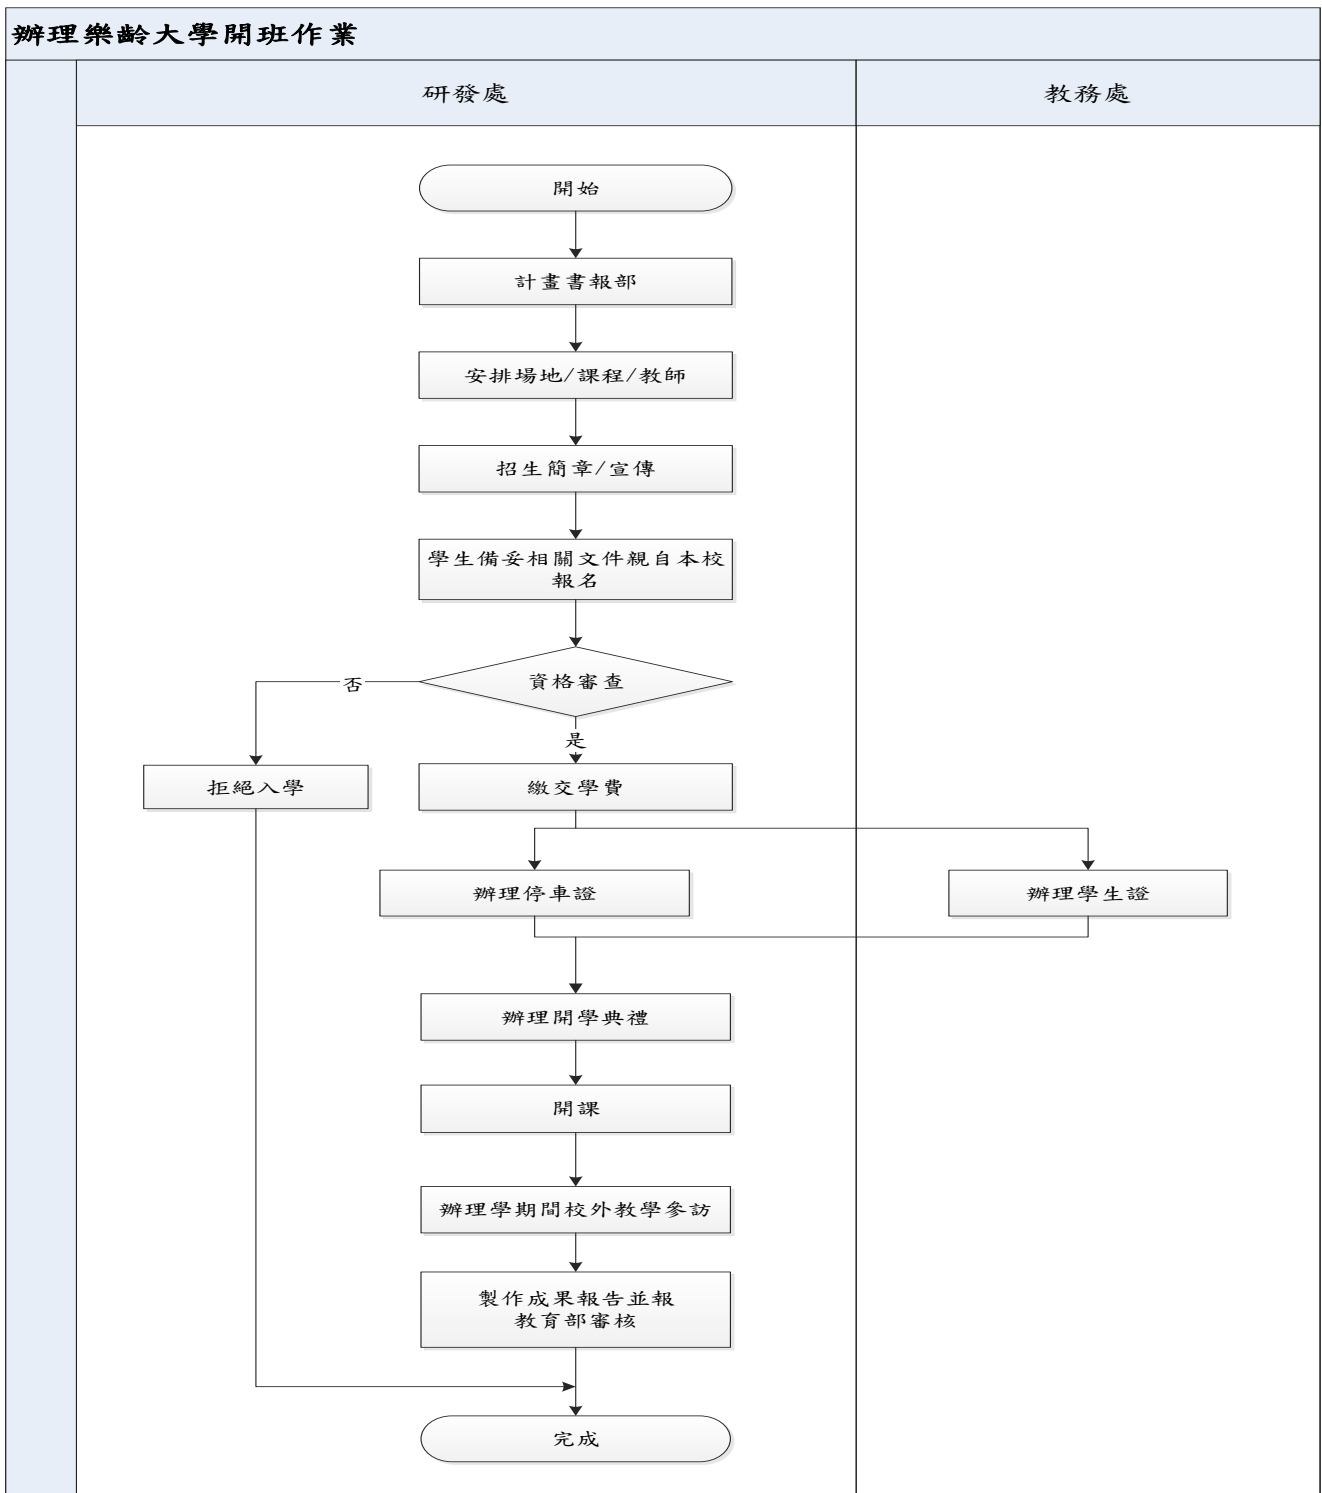 辦理樂齡大學開班作業
研發處
教務處
開始
計畫書報部
安排場地/課程/教師
招生簡章/宣傳
學生備妥相關文件親自本校
報名
資格審查
否
是
拒絕入學
繳交學費
辦理停車證
辦理學生證
辦理開學典禮
開課
辦理學期間校外教學參訪
製作成果報告並報
教育部審核
完成